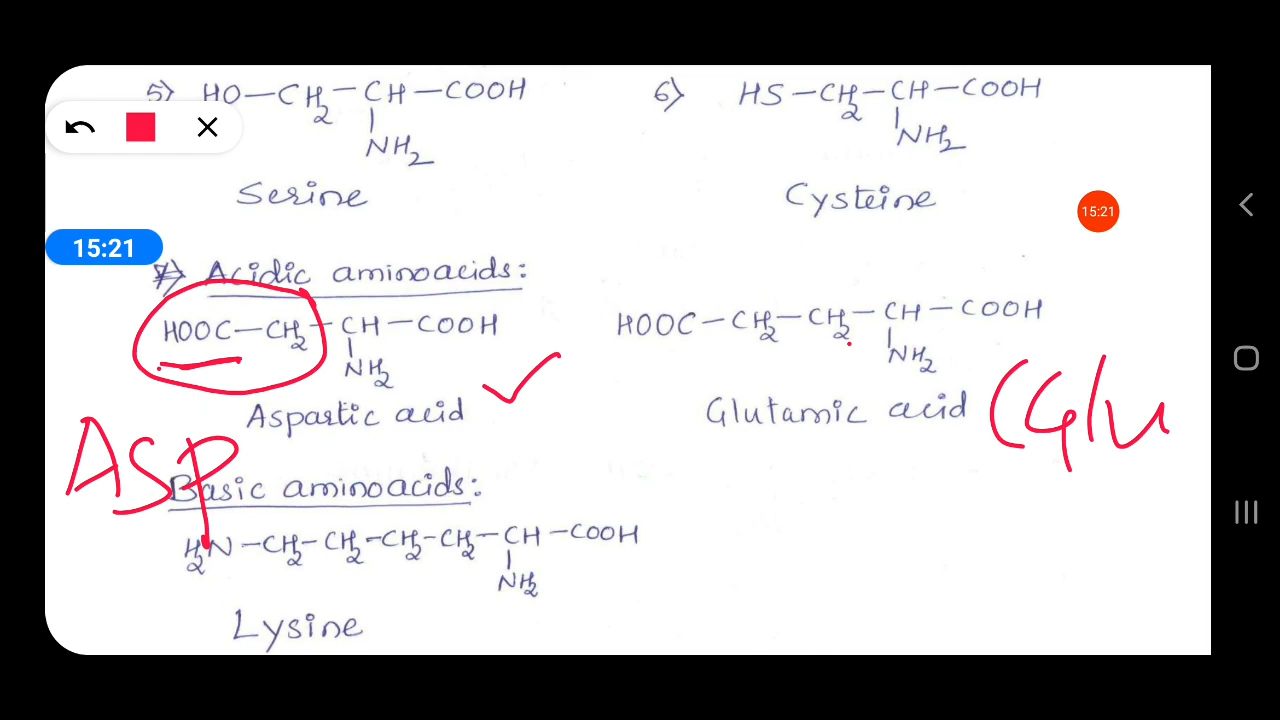 5) HO—CH₂—CH—COOH
NH₂
Serine
6) HS—CH₂—CH—COOH
NH₂
Cysteine
15:21
15:21
Acidic aminoacids:
HOOC—CH₂—CH—COOH
NH₂
Aspartic acid
HOOC—CH₂—CH₂—CH—COOH
NH₂
Glutamic acid (Glu
ASP
Basic aminoacids:
H₂N—CH₂—CH₂—CH₂—CH₂—CH—COOH
NH₂
Lysine